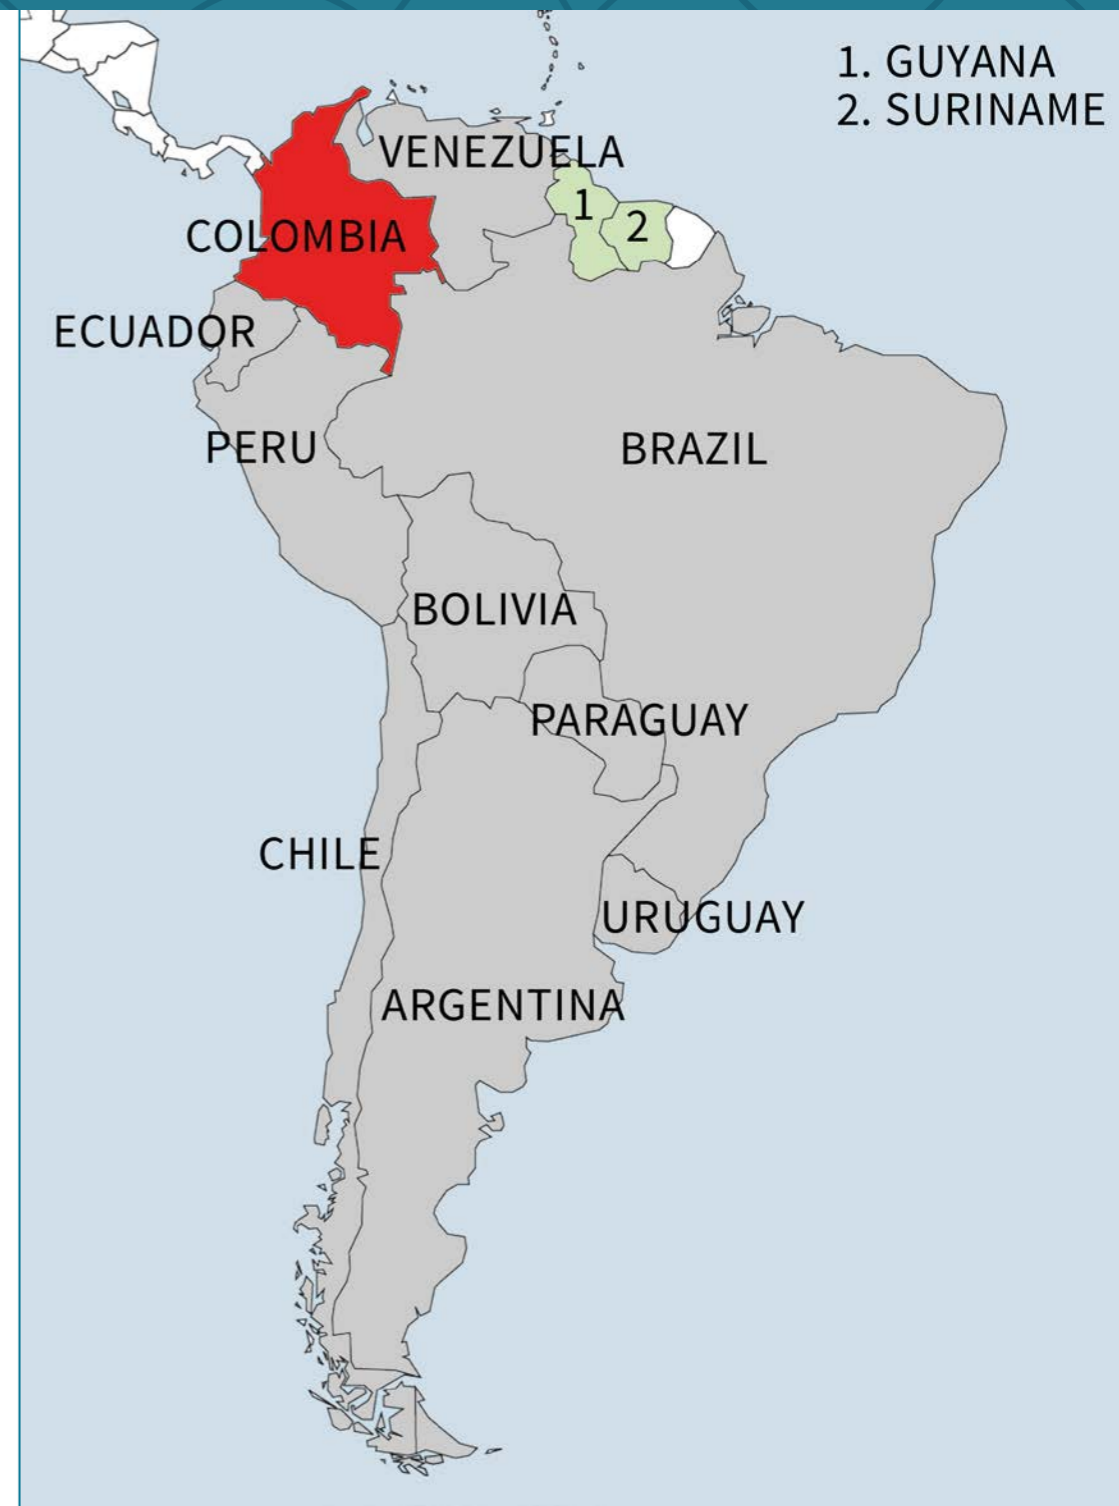 1. GUYANA
2. SURINAME
VENEZUELA
1
2
COLOMBIA
ECUADOR
PERU
BRAZIL
BOLIVIA
PARAGUAY
CHILE
URUGUAY
ARGENTINA